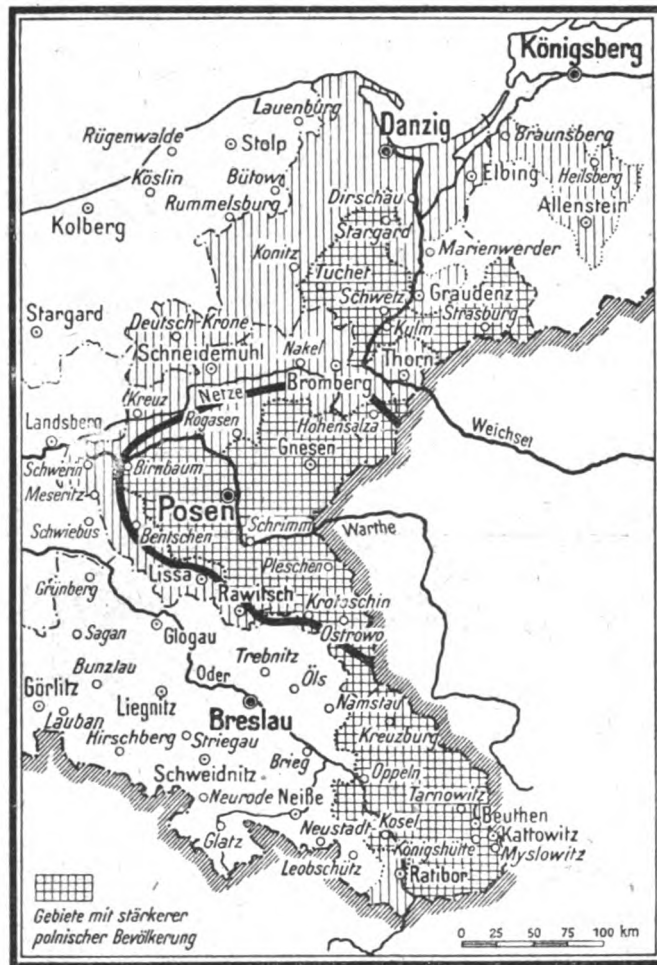 Königsberg
Lauenburg
Danzig
Braunsberg
Rügenwalde
Stolp
Elbing
Heilsberg
Köslin
Bütow
Dirschau
Allenstein
Kolberg
Rummelsburg
Stargard
Marienwerder
Konitz
Tuchel
Graudenz
Schwetz
Strasburg
Stargard
Deutsch-Krone
Kulm
Schneidemühl
Nakel
Thorn
Bromberg
Netze
Kreuz
Hohensalza
Landsberg
Rogasen
Weichsel
Gnesen
Schwerin
Birnbaum
Meseritz
Posen
Schwiebus
Bentschen
Schrimm
Warthe
Pleschen
Lissa
Grünberg
Rawitsch
Krotoschin
Glogau
Ostrowo
Sagan
Trebnitz
Bunzlau
Oder
Öls
Görlitz
Liegnitz
Namslau
Breslau
Lauban
Kreuzburg
Hirschberg
Striegau
Brieg
Schweidnitz
Oppeln
Tarnowitz
Neurode
Neiße
Beuthen
Kosel
Kattowitz
Glatz
Neustadt
Königshütte
Myslowitz
Leobschütz
Ratibor
Gebiete mit stärkerer
polnischer Bevölkerung
0 25 50 75 100 km